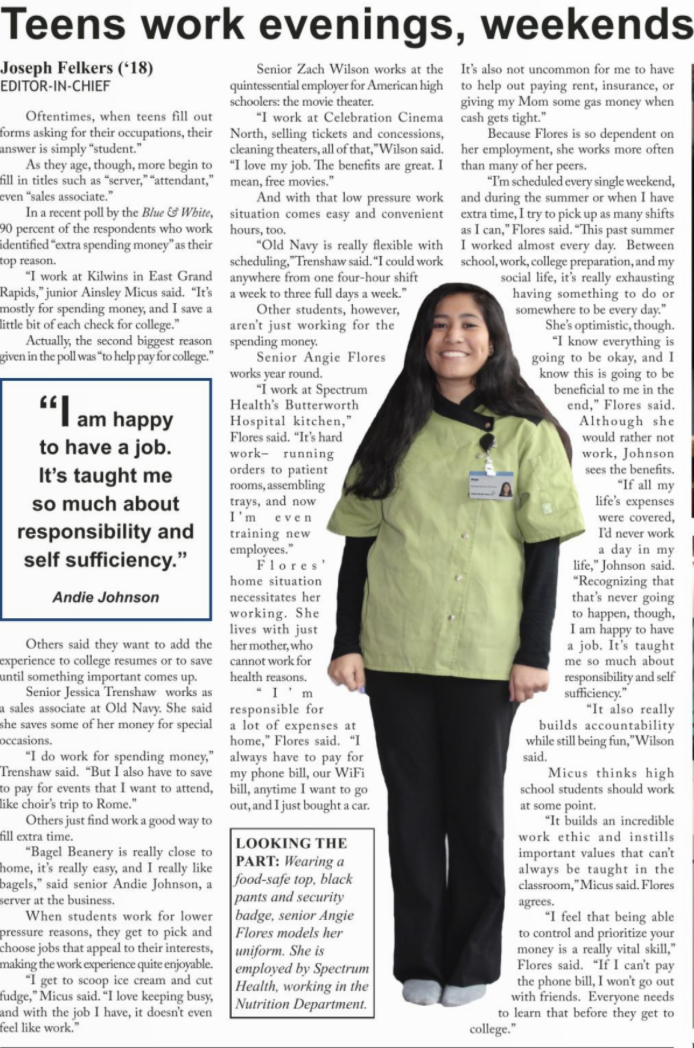 Teens work evenings, weekends
Joseph Felkers (‘18)
EDITOR-IN-CHIEF
Oftentimes, when teens fill out
forms asking for their occupations, their
answer is simply “student.”
As they age, though, more begin to
fill in titles such as “server,” “attendant,”
even “sales associate.”
In a recent poll by the Blue & White,
90 percent of the respondents who work
identified “extra spending money” as their
top reason.
“I work at Kilwins in East Grand
Rapids,” junior Ainsley Micus said. “It’s
mostly for spending money, and I save a
little bit of each check for college.”
Actually, the second biggest reason
given in the poll was “to help pay for college.”
“I am happy
to have a job.
It’s taught me
so much about
responsibility and
self sufficiency.”
Andie Johnson
Others said they want to add the
experience to college resumes or to save
until something important comes up.
Senior Jessica Trenshaw works as
a sales associate at Old Navy. She said
she saves some of her money for special
occasions.
“I do work for spending money,”
Trenshaw said. “But I also have to save
to pay for events that I want to attend,
like choir’s trip to Rome.”
Others just find work a good way to
fill extra time.
“Bagel Beanery is really close to
home, it’s really easy, and I really like
bagels,” said senior Andie Johnson, a
server at the business.
When students work for lower
pressure reasons, they get to pick and
choose jobs that appeal to their interests,
making the work experience quite enjoyable.
“I get to scoop ice cream and cut
fudge,” Micus said. “I love keeping busy,
and with the job I have, it doesn’t even
feel like work.”
Senior Zach Wilson works at the
quintessential employer for American high
schoolers: the movie theater.
“I work at Celebration Cinema
North, selling tickets and concessions,
cleaning theaters, all of that,” Wilson said.
“I love my job. The benefits are great. I
mean, free movies.”
And with that low pressure work
situation comes easy and convenient
hours, too.
“Old Navy is really flexible with
scheduling,” Trenshaw said. “I could work
anywhere from one four-hour shift
a week to three full days a week.”
Other students, however,
aren’t just working for the
spending money.
Senior Angie Flores
works year round.
“I work at Spectrum
Health’s Butterworth
Hospital kitchen,”
Flores said. “It’s hard
work– running
orders to patient
rooms, assembling
trays, and now
I’m even
training new
employees.”
Flores’
home situation
necessitates her
working. She
lives with just
her mother, who
cannot work for
health reasons.
“I’m
responsible for
a lot of expenses at
home,” Flores said. “I
always have to pay for
my phone bill, our WiFi
bill, anytime I want to go
out, and I just bought a car.
LOOKING THE
PART: Wearing a
food-safe top, black
pants and security
badge, senior Angie
Flores models her
uniform. She is
employed by Spectrum
Health, working in the
Nutrition Department.
It’s also not uncommon for me to have
to help out paying rent, insurance, or
giving my Mom some gas money when
cash gets tight.”
Because Flores is so dependent on
her employment, she works more often
than many of her peers.
“I’m scheduled every single weekend,
and during the summer or when I have
extra time, I try to pick up as many shifts
as I can,” Flores said. “This past summer
I worked almost every day. Between
school, work, college preparation, and my
social life, it’s really exhausting
having something to do or
somewhere to be every day.”
She’s optimistic, though.
“I know everything is
going to be okay, and I
know this is going to be
beneficial to me in the
end,” Flores said.
Although she
would rather not
work, Johnson
sees the benefits.
“If all my
life’s expenses
were covered,
I’d never work
a day in my
life,” Johnson said.
“Recognizing that
that’s never going
to happen, though,
I am happy to have
a job. It’s taught
me so much about
responsibility and self
sufficiency.”
“It also really
builds accountability
while still being fun,” Wilson
said.
Micus thinks high
school students should work
at some point.
“It builds an incredible
work ethic and instills
important values that can’t
always be taught in the
classroom,” Micus said. Flores
agrees.
“I feel that being able
to control and prioritize your
money is a really vital skill,”
Flores said. “If I can’t pay
the phone bill, I won’t go out
with friends. Everyone needs
to learn that before they get to
college.”